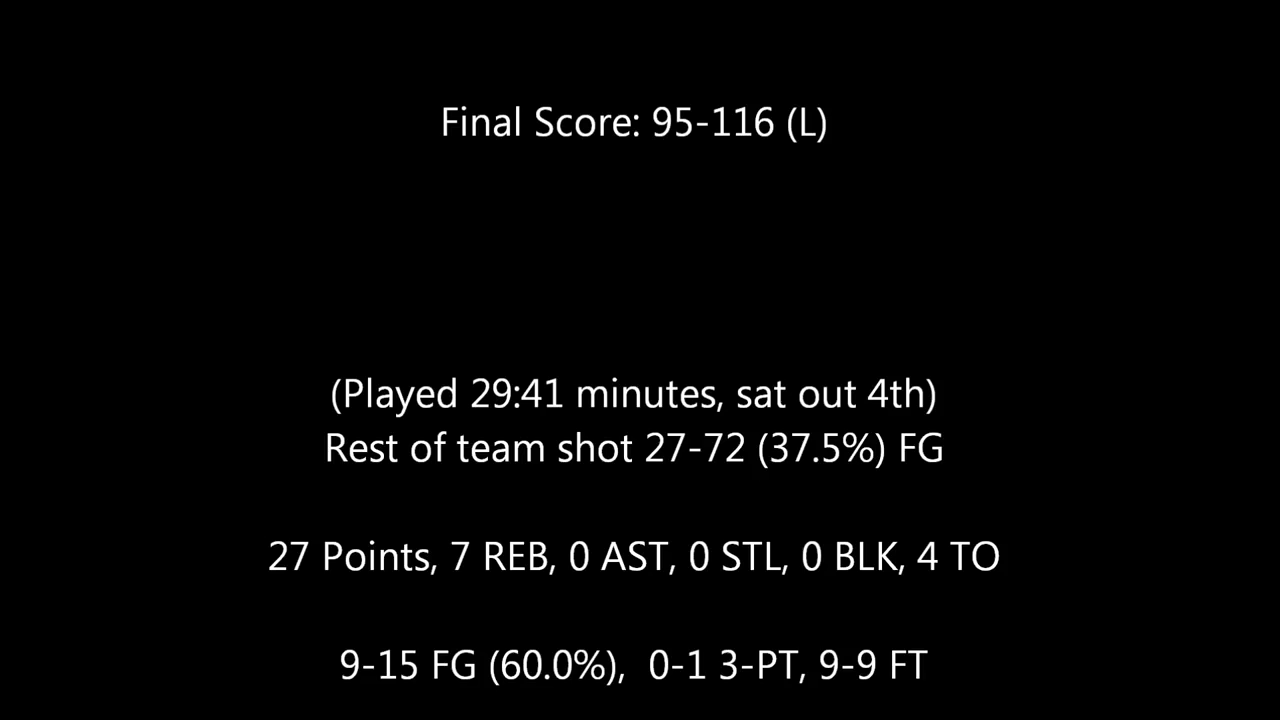 Final Score: 95-116 (L)
(Played 29:41 minutes, sat out 4th)
Rest of team shot 27-72 (37.5%) FG
27 Points, 7 REB, 0 AST, 0 STL, 0 BLK, 4 TO
9-15 FG (60.0%),  0-1 3-PT, 9-9 FT